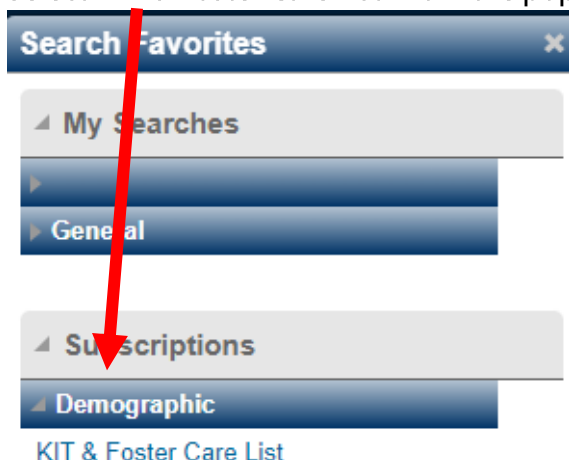 Search Favorites ×
My Searches
General
Subscriptions
Demographic
KIT & Foster Care List